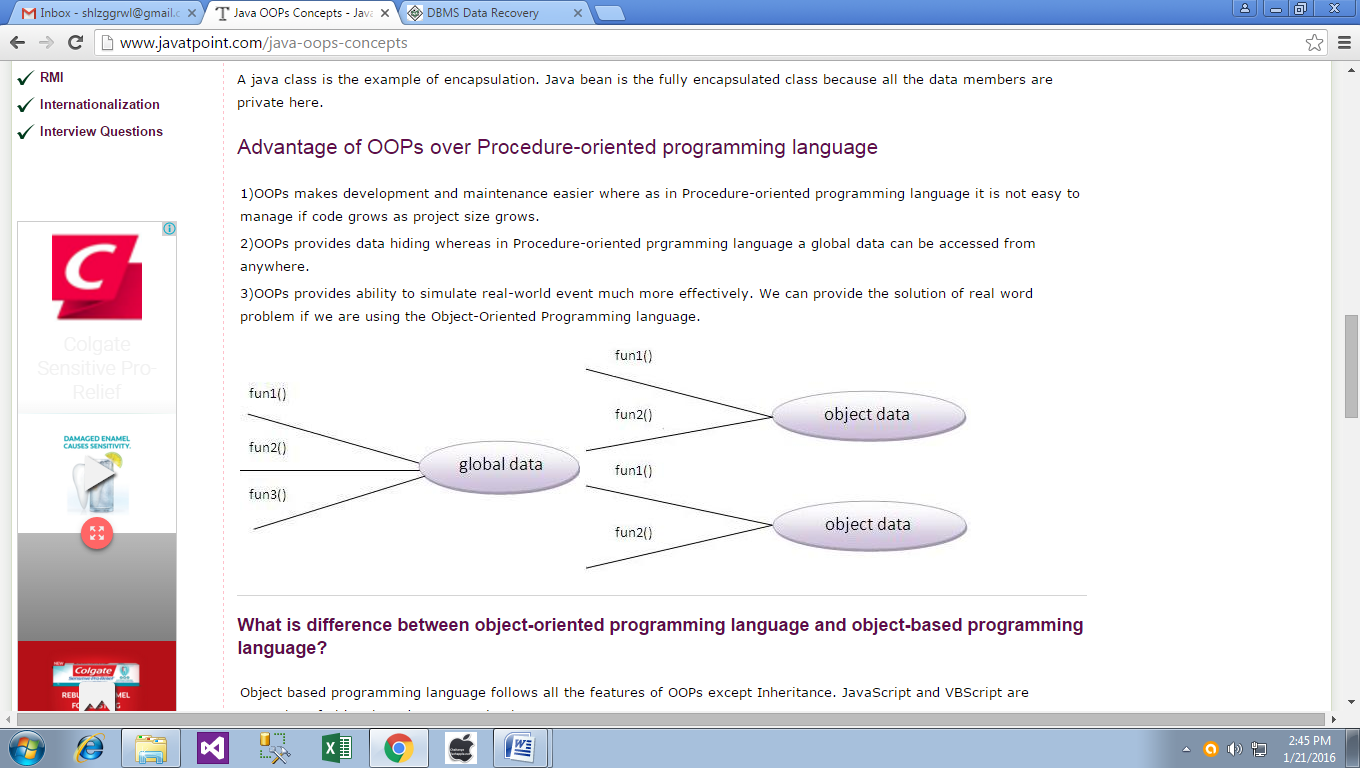 Inbox - shlzggrwl@gmail.c
Java OOPs Concepts - Java
DBMS Data Recovery
www.javatpoint.com/java-oops-concepts
RMI
Internationalization
Interview Questions
A java class is the example of encapsulation. Java bean is the fully encapsulated class because all the data members are
private here.
Advantage of OOPs over Procedure-oriented programming language
1)OOPs makes development and maintenance easier where as in Procedure-oriented programming language it is not easy to
manage if code grows as project size grows.
2)OOPs provides data hiding whereas in Procedure-oriented prgramming language a global data can be accessed from
anywhere.
3)OOPs provides ability to simulate real-world event much more effectively. We can provide the solution of real word
problem if we are using the Object-Oriented Programming language.
fun1()
fun2()
fun3()
global data
fun1()
fun2()
object data
fun1()
fun2()
object data
What is difference between object-oriented programming language and object-based programming
language?
Object based programming language follows all the features of OOPs except Inheritance. JavaScript and VBScript are
C
Colgate
Sensitive Pro-
Relief
DAMAGED ENAMEL
CAUSES SENSITIVITY.
NEW
Colgate
2:45 PM
1/21/2016